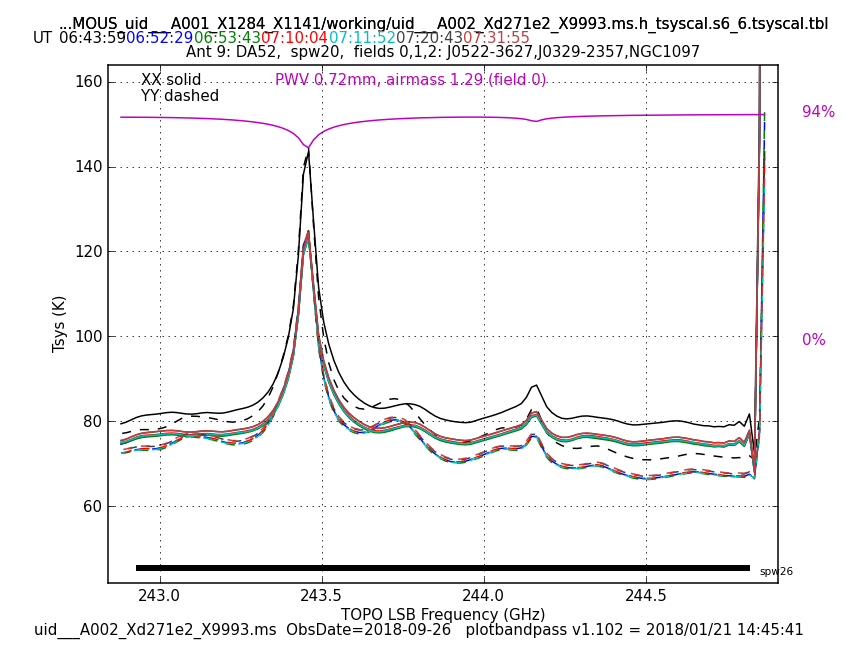 ...MOUS_uid___A001_X1284_X1141/working/uid___A002_Xd271e2_X9993.ms.h_tsyscal.s6_6.tsyscal.tbl
UT 06:43:59 06:52:29 06:53:43 07:10:04 07:11:52 07:20:43 07:31:55
Ant 9: DA52, spw20, fields 0,1,2: J0522-3627,J0329-2357,NGC1097
XX solid
YY dashed
PWV 0.72mm, airmass 1.29 (field 0)
94%
0%
160
140
120
100
80
60
Tsys (K)
spw26
243.0 243.5 244.0 244.5
TOPO LSB Frequency (GHz)
uid___A002_Xd271e2_X9993.ms ObsDate=2018-09-26 plotbandpass v1.102 = 2018/01/21 14:45:41